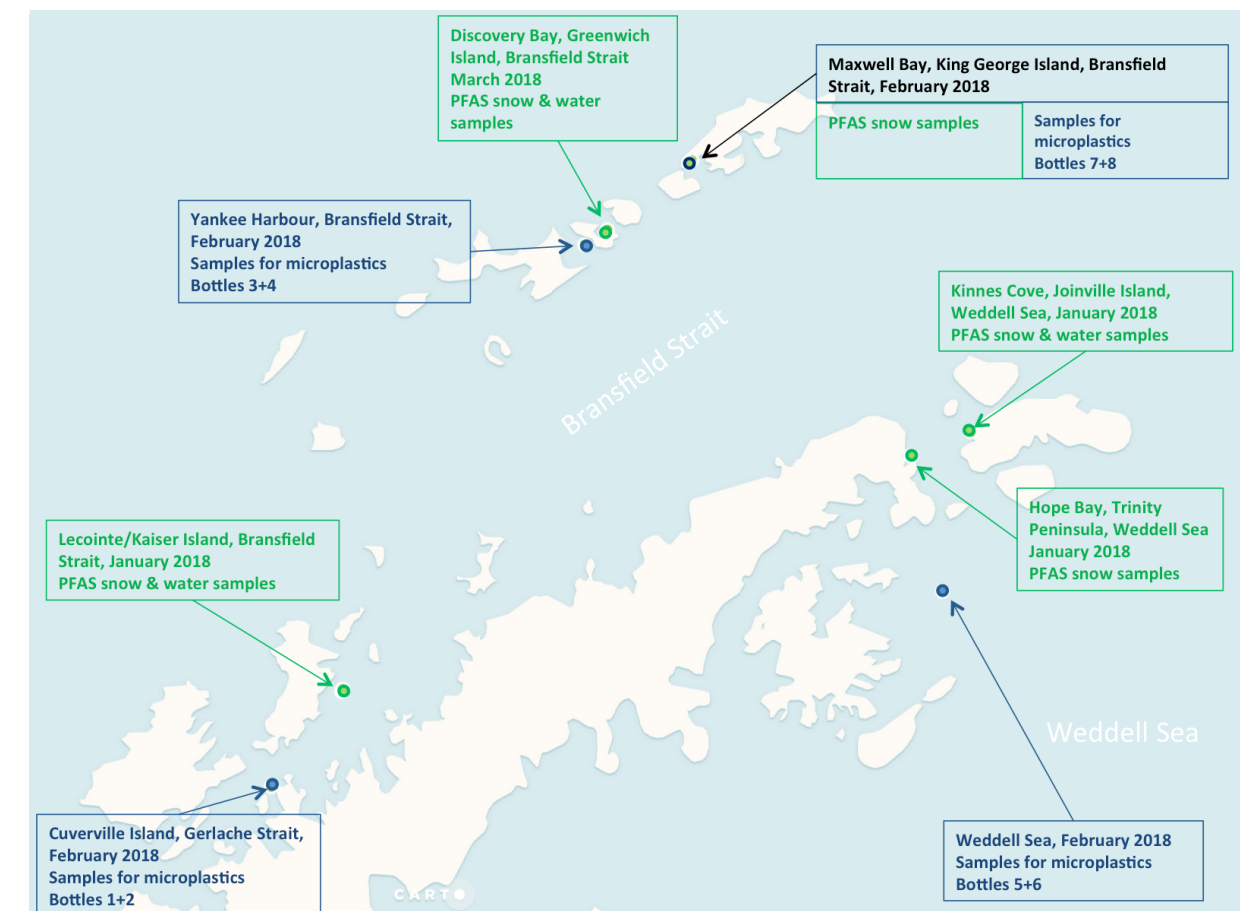 Discovery Bay, Greenwich
Island, Bransfield Strait
March 2018
PFAS snow & water
samples
Maxwell Bay, King George Island, Bransfield
Strait, February 2018
PFAS snow samples
Samples for
microplastics
Bottles 7+8
Yankee Harbour, Bransfield Strait,
February 2018
Samples for microplastics
Bottles 3+4
Kinnes Cove, Joinville Island,
Weddell Sea, January 2018
PFAS snow & water samples
Bransfield Strait
Hope Bay, Trinity
Peninsula, Weddell Sea
January 2018
PFAS snow samples
Lecointe/Kaiser Island, Bransfield
Strait, January 2018
PFAS snow & water samples
Weddell Sea
Cuverville Island, Gerlache Strait,
February 2018
Samples for microplastics
Bottles 1+2
Weddell Sea, February 2018
Samples for microplastics
Bottles 5+6
CARTO